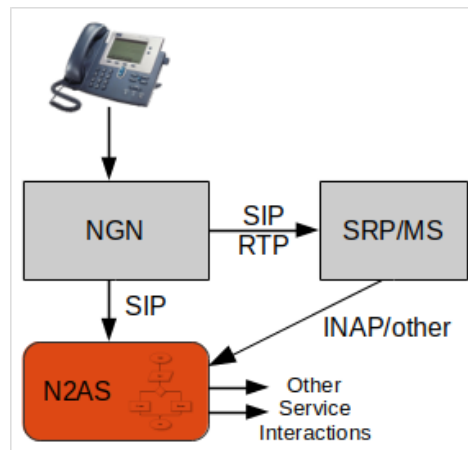 NGN
SIP
RTP
SRP/MS
SIP
INAP/other
N2AS
Other
Service
Interactions